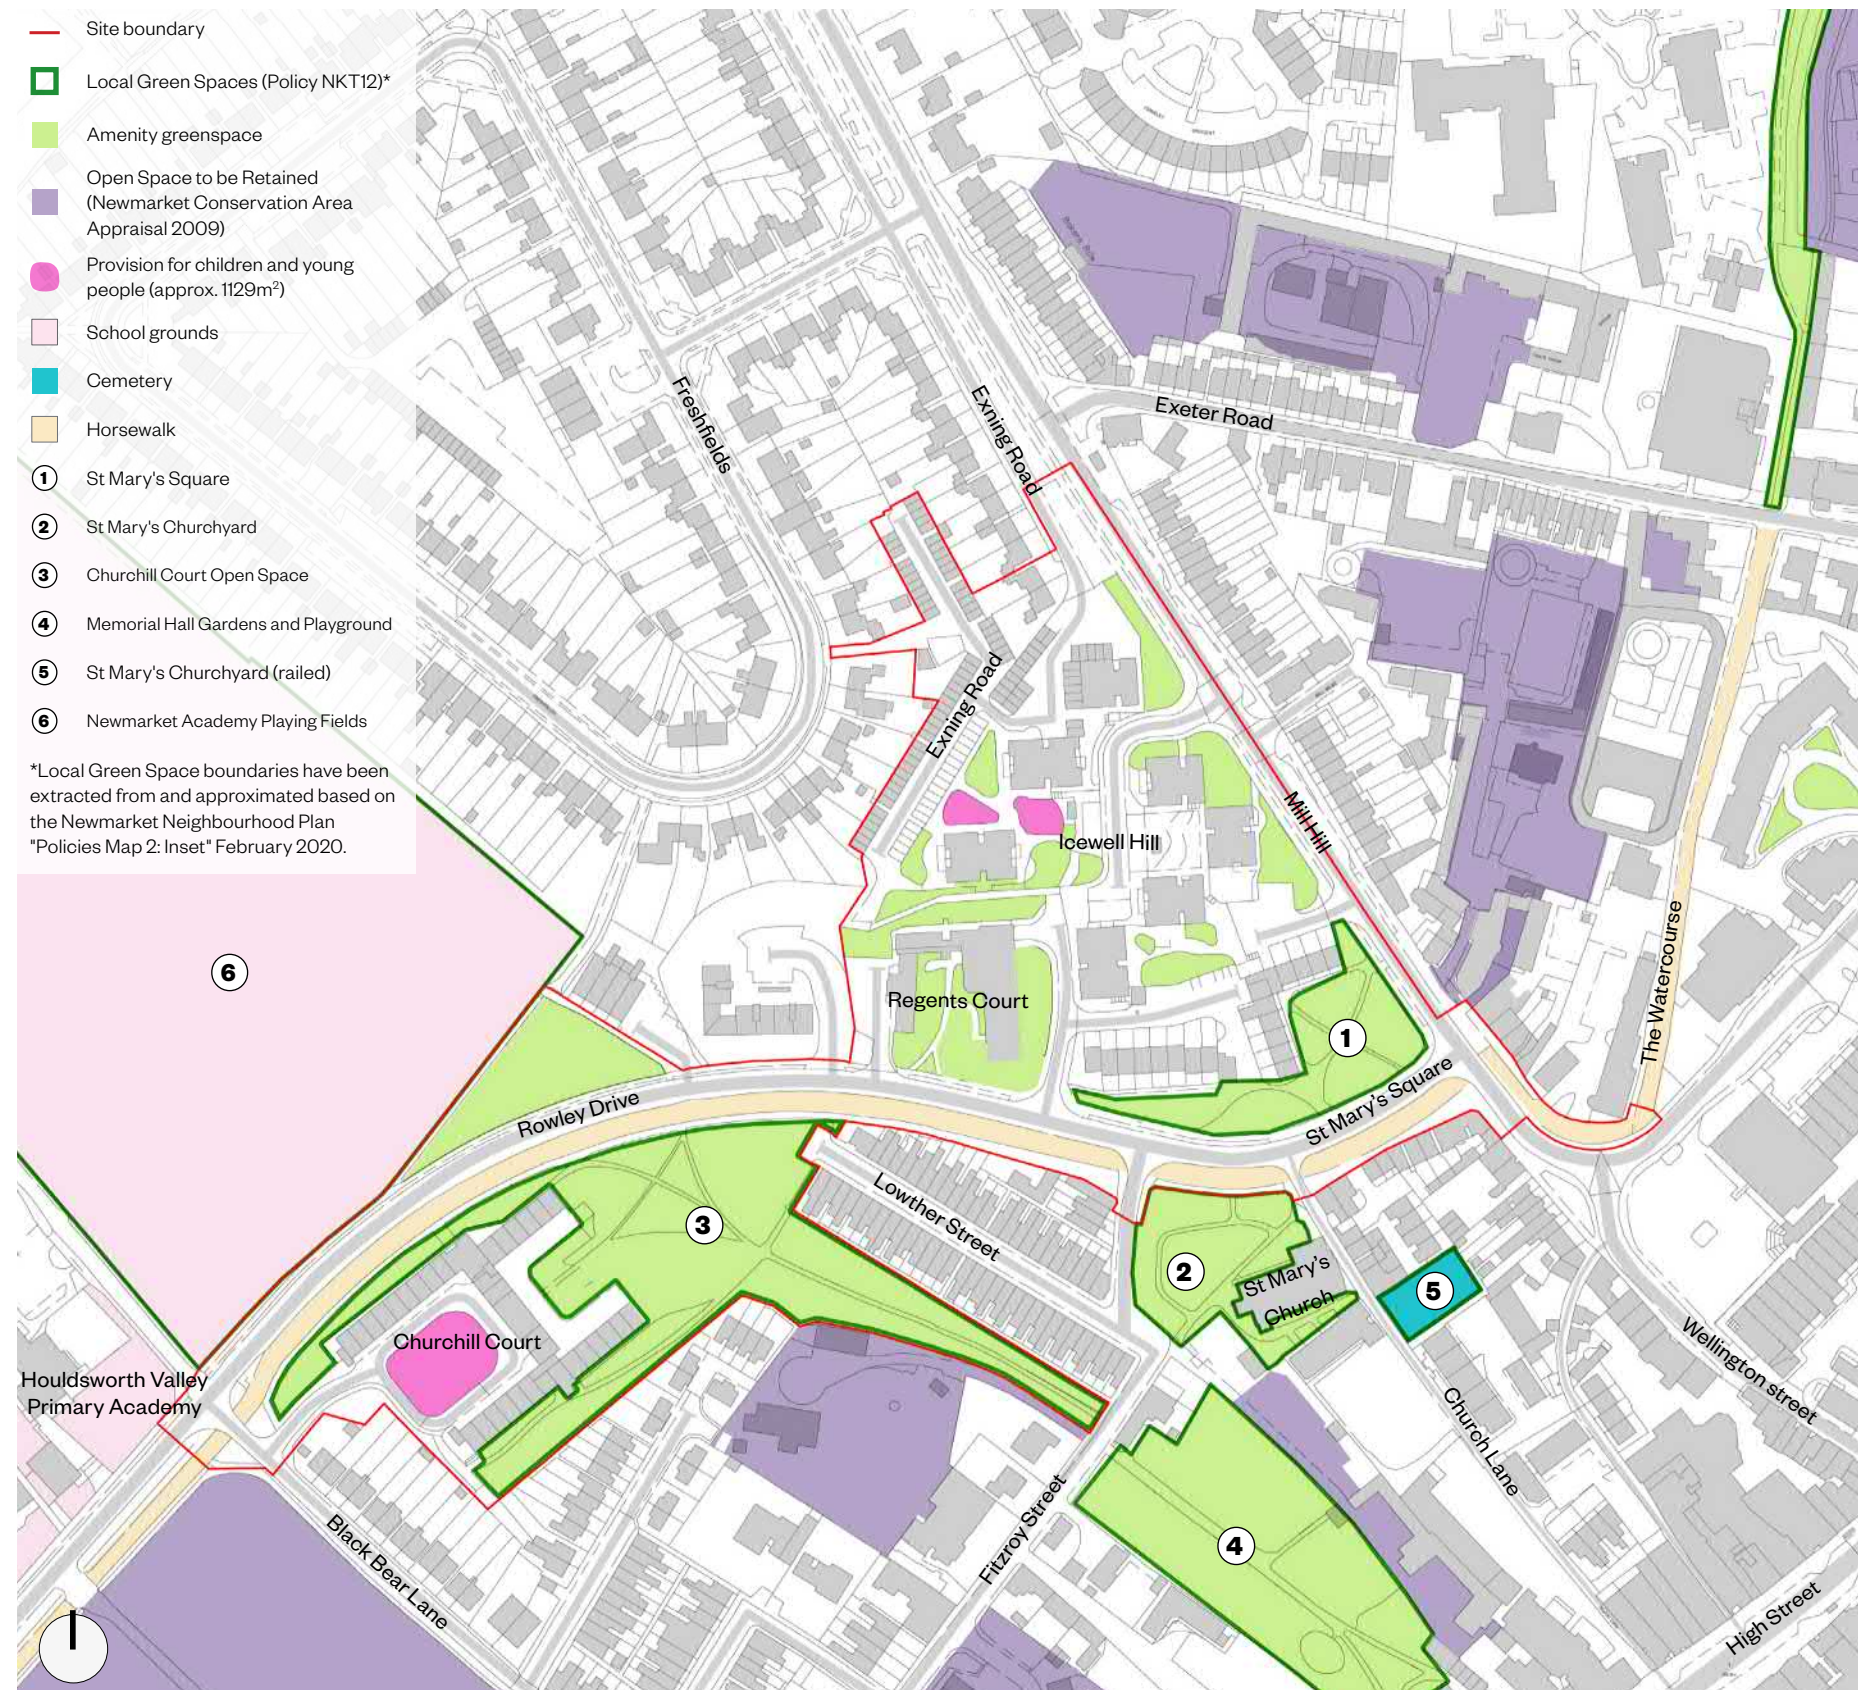 Site boundary
Local Green Spaces (Policy NKT12)*
Amenity greenspace
Open Space to be Retained
(Newmarket Conservation Area
Appraisal 2009)
Provision for children and young
people (approx. 1129m²)
School grounds
Cemetery
Horsewalk
1 St Mary's Square
2 St Mary's Churchyard
3 Churchill Court Open Space
4 Memorial Hall Gardens and Playground
5 St Mary's Churchyard (railed)
6 Newmarket Academy Playing Fields
*Local Green Space boundaries have been
extracted from and approximated based on
the Newmarket Neighbourhood Plan
"Policies Map 2: Inset" February 2020.
Freshfields
Exning Road
Exeter Road
Exning Road
Mill Hill
Icewell Hill
The Watercourse
6
Regents Court
1
Rowley Drive
St Mary's Square
Lowther Street
3
2
St Mary's
Church
5
Churchill Court
Houldsworth Valley
Primary Academy
Wellington street
Church Lane
Black Bear Lane
Fitzroy Street
4
High Street